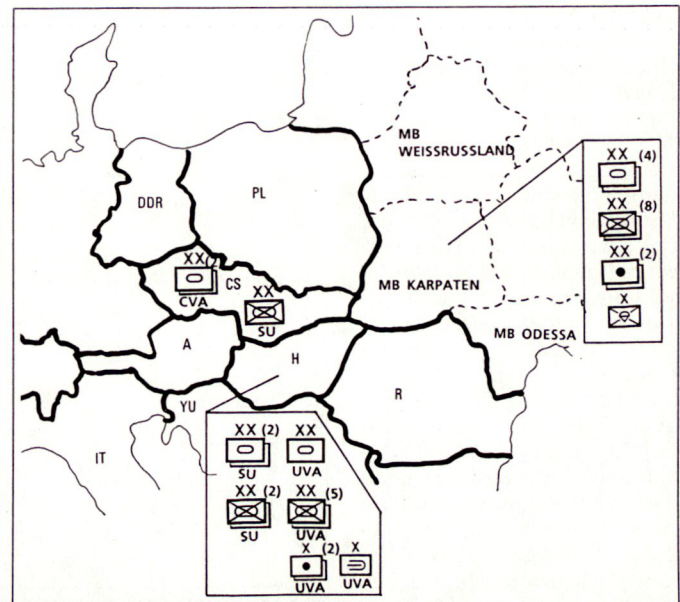 MB
WEISSRUSSLAND
DDR
PL
XX (4)
XX (8)
XX (2)
X
MB KARPATEN
XX (2)
CVA
CS
XX
SU
MB ODESSA
A
H
R
YU
IT
XX (2)
SU
XX
UVA
XX (2)
SU
XX (5)
UVA
X (2)
UVA
X
UVA